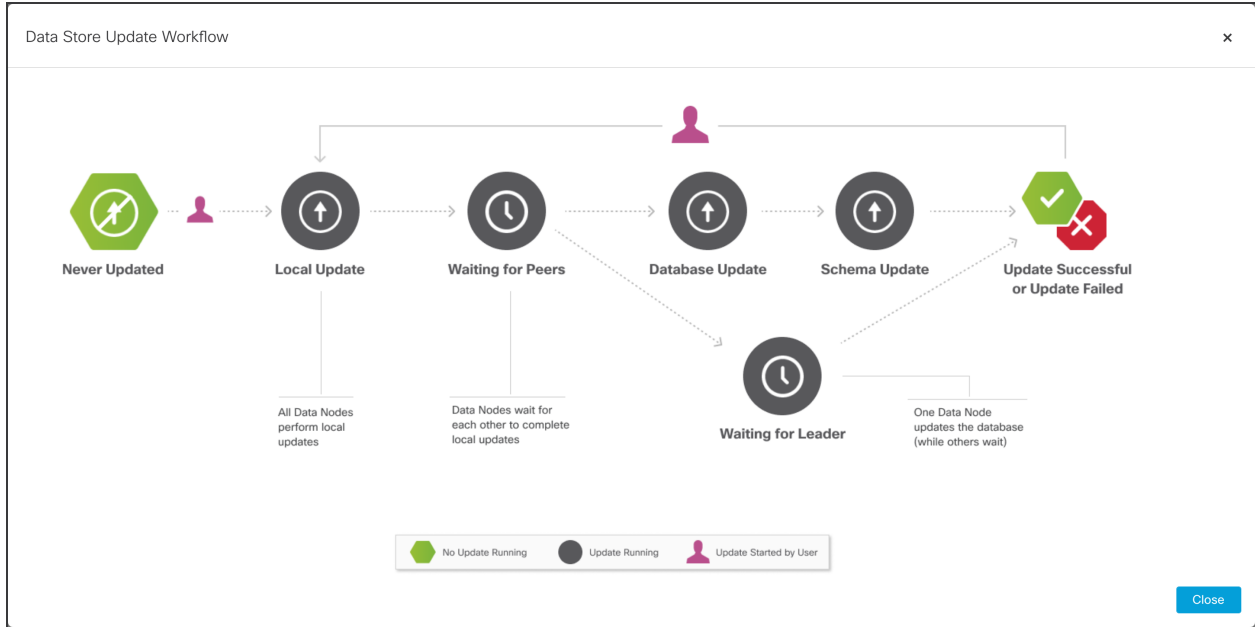 Data Store Update Workflow
×
Never Updated
Local Update
Waiting for Peers
Database Update
Schema Update
Update Successful
or Update Failed
All Data Nodes
perform local
updates
Data Nodes wait for
each other to complete
local updates
Waiting for Leader
One Data Node
updates the database
(while others wait)
No Update Running
Update Running
Update Started by User
Close